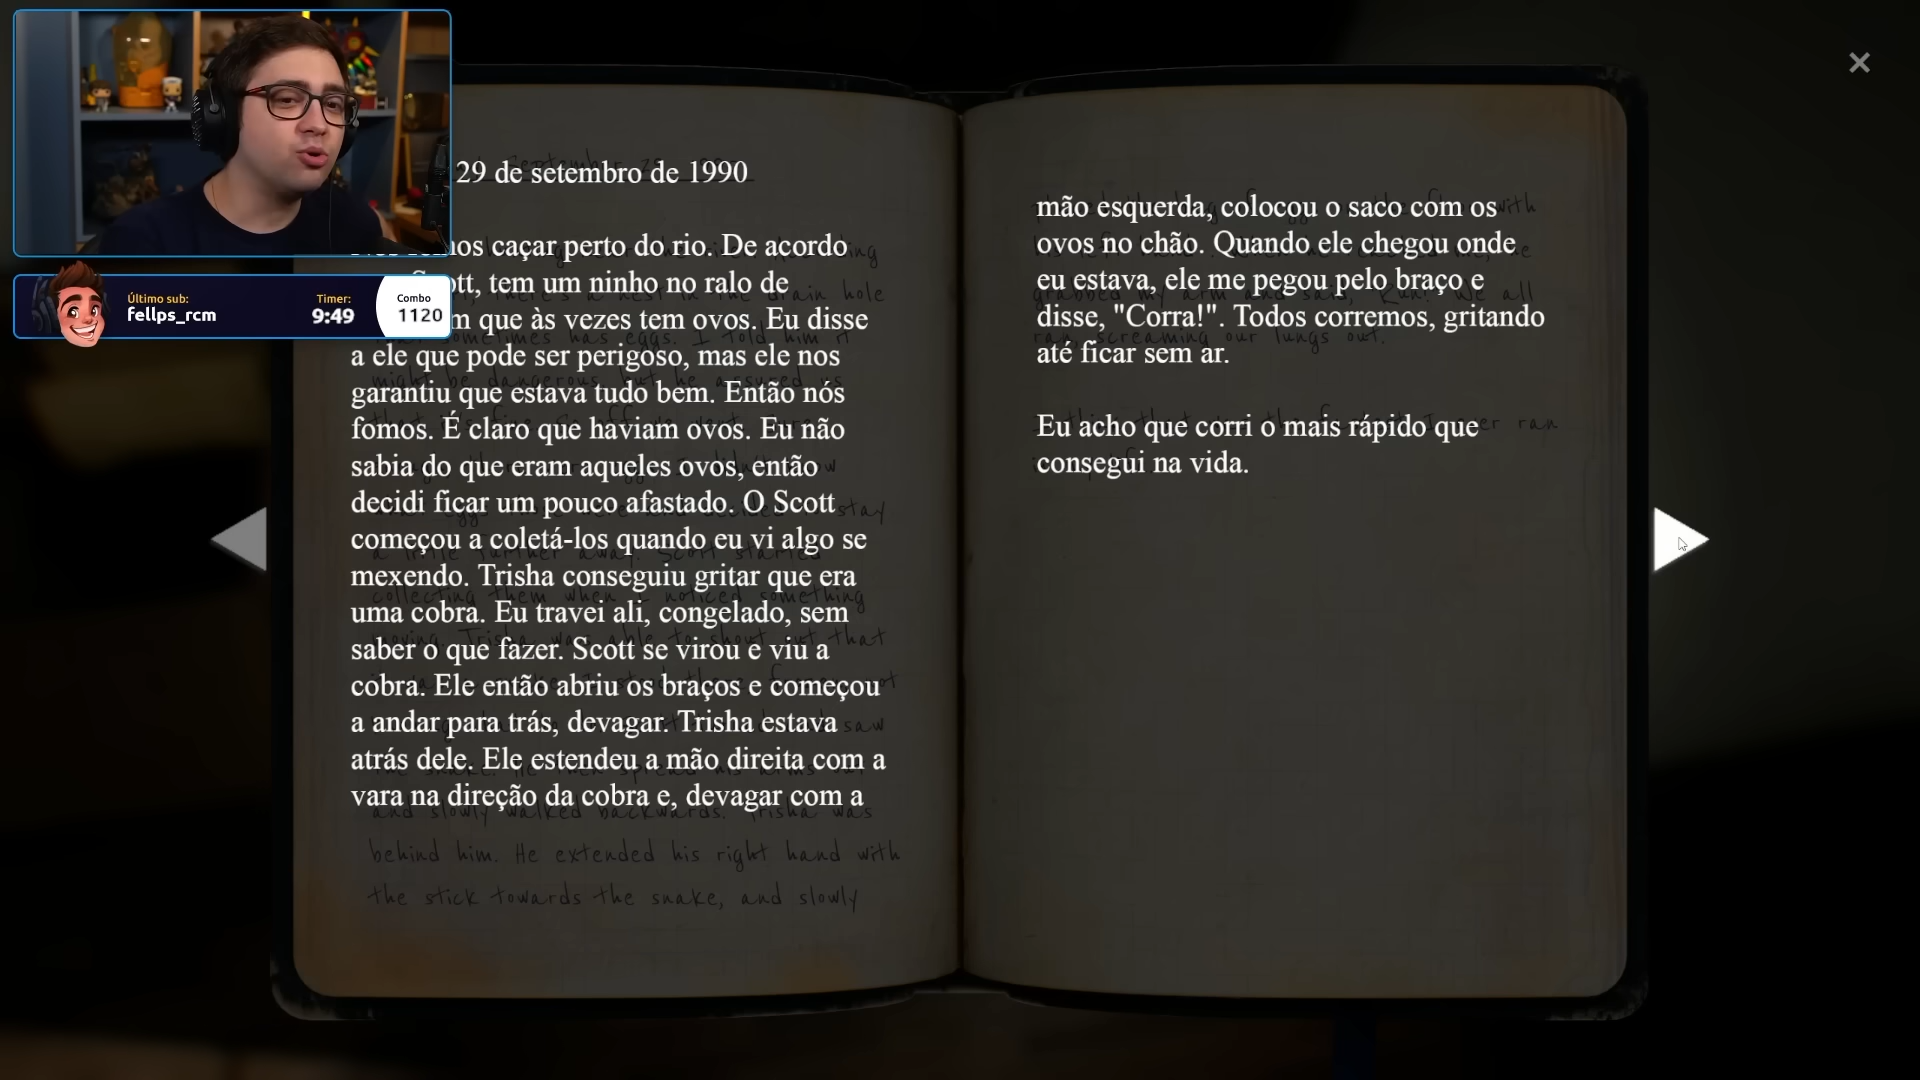 29 de setembro de 1990
caçar perto do rio. De acordo
tem um ninho no ralo de
que às vezes tem ovos. Eu disse
a ele que pode ser perigoso, mas ele nos
garantiu que estava tudo bem. Então nós
fomos. É claro que haviam ovos. Eu não
sabia do que eram aqueles ovos, então
decidi ficar um pouco afastado. O Scott
começou a coletá-los quando eu vi algo se
mexendo. Trisha conseguiu gritar que era
uma cobra. Eu travei ali, congelado, sem
saber o que fazer. Scott se virou e viu a
cobra. Ele então abriu os braços e começou
a andar para trás, devagar. Trisha estava
atrás dele. Ele estendeu a mão direita com a
vara na direção da cobra e, devagar com a
behind him. He extended his right hand with
the stick towards the snake, and slowly
mão esquerda, colocou o saco com os
ovos no chão. Quando ele chegou onde
eu estava, ele me pegou pelo braço e
disse, "Corra!". Todos corremos, gritando
até ficar sem ar.
Eu acho que corri o mais rápido que
consegui na vida.
Último sub:
fellps_rcm
Timer:
9:49
Combo
1120